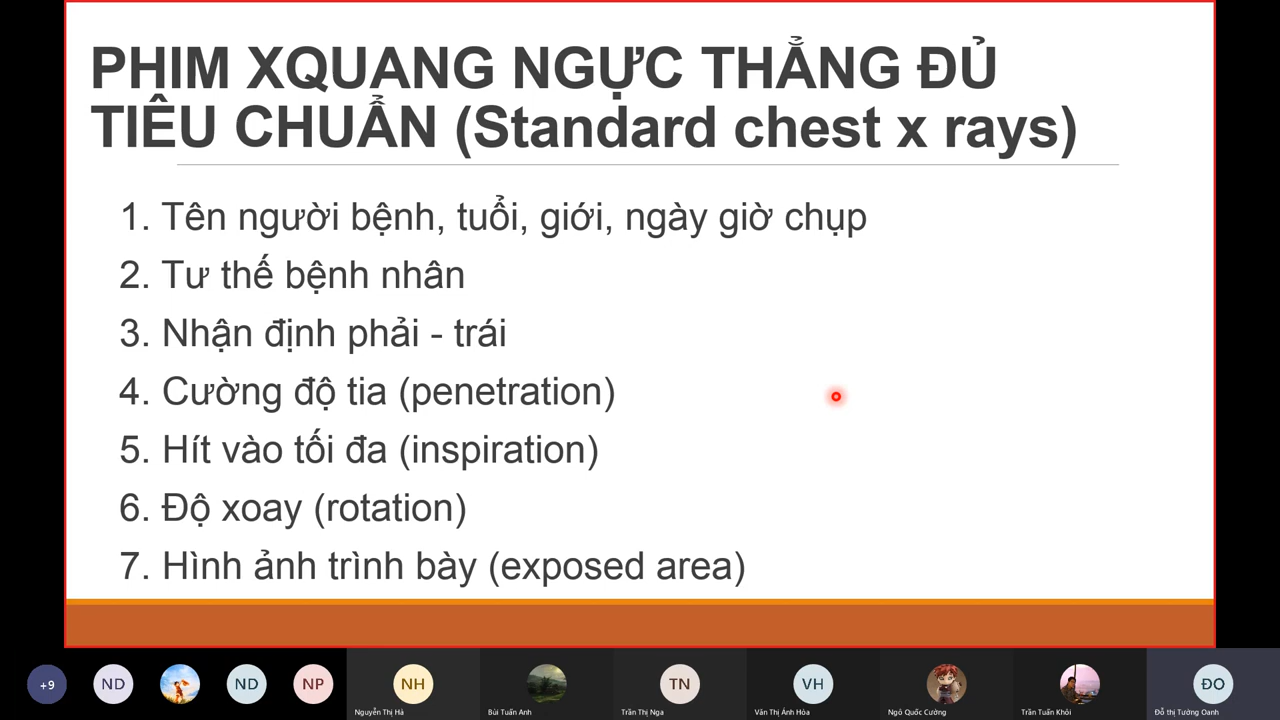 PHIM XQUANG NGỰC THẲNG ĐỦ
TIÊU CHUẨN (Standard chest x rays)
1. Tên người bệnh, tuổi, giới, ngày giờ chụp
2. Tư thế bệnh nhân
3. Nhận định phải - trái
4. Cường độ tia (penetration)
5. Hít vào tối đa (inspiration)
6. Độ xoay (rotation)
7. Hình ảnh trình bày (exposed area)
+9 ND ND NP NH TN VH ĐO
Nguyễn Thị Hà Bùi Tuấn Anh Trần Thị Nga Văn Thị Ánh Hòa Ngô Quốc Cường Trần Tuấn Khôi Đỗ thị Tường Oanh